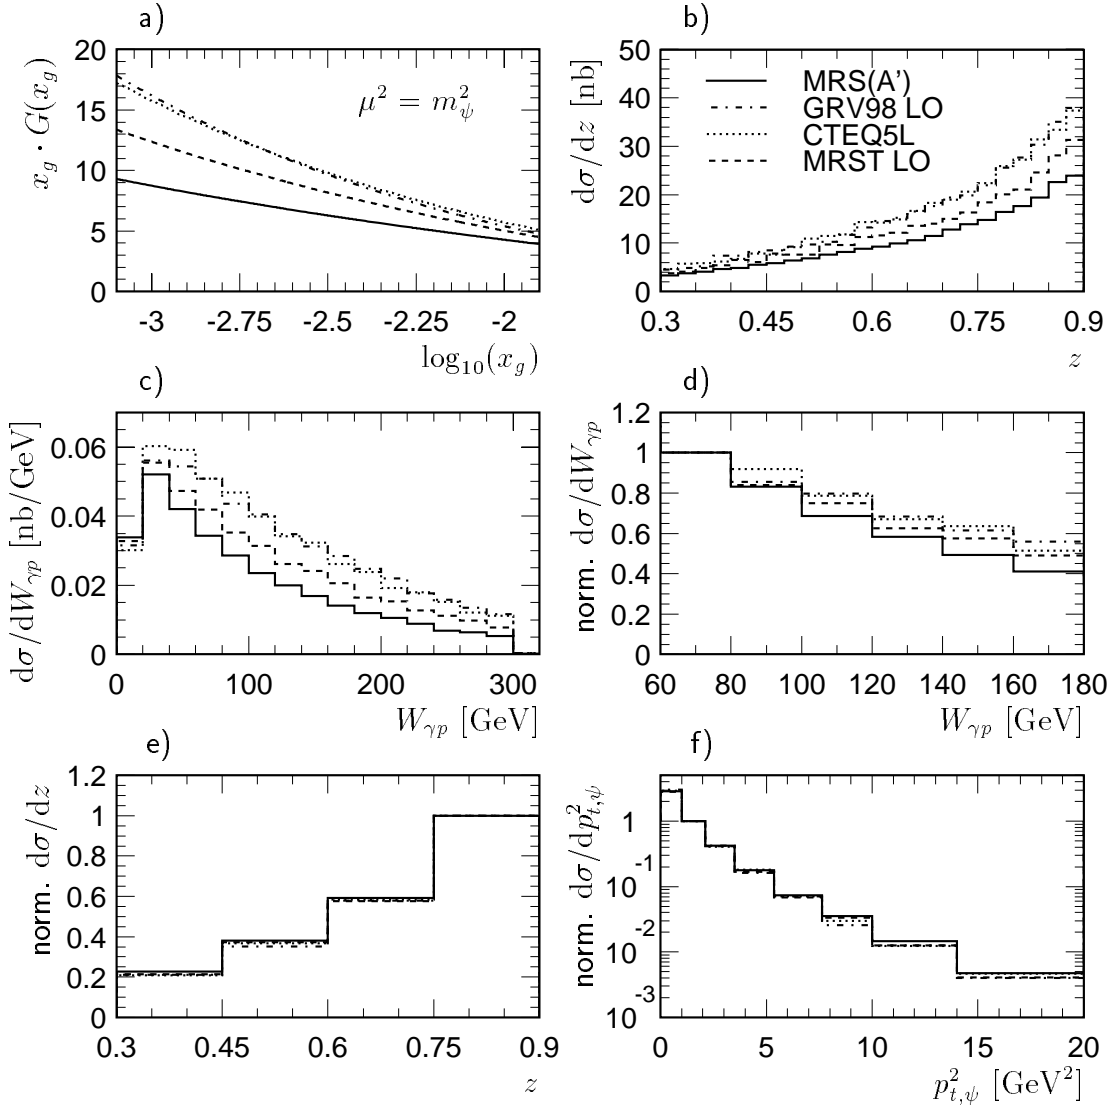 a)
20
15
10
5
0
x_g · G(x_g)
μ² = m²_ψ
-3 -2.75 -2.5 -2.25 -2
log₁₀(x_g)
b)
50
40
30
20
10
0
dσ/dz [nb]
MRS(A')
GRV98 LO
CTEQ5L
MRST LO
0.3 0.45 0.6 0.75 0.9
z
c)
0.06
0.04
0.02
0
dσ/dW_γp [nb/GeV]
0 100 200 300
W_γp [GeV]
d)
1.2
1
0.8
0.6
0.4
0.2
0
norm. dσ/dW_γp
60 80 100 120 140 160 180
W_γp [GeV]
e)
1.2
1
0.8
0.6
0.4
0.2
0
norm. dσ/dz
0.3 0.45 0.6 0.75 0.9
z
f)
1
10⁻¹
10⁻²
10⁻³
norm. dσ/dp²_t,ψ
0 5 10 15 20
p²_t,ψ [GeV²]